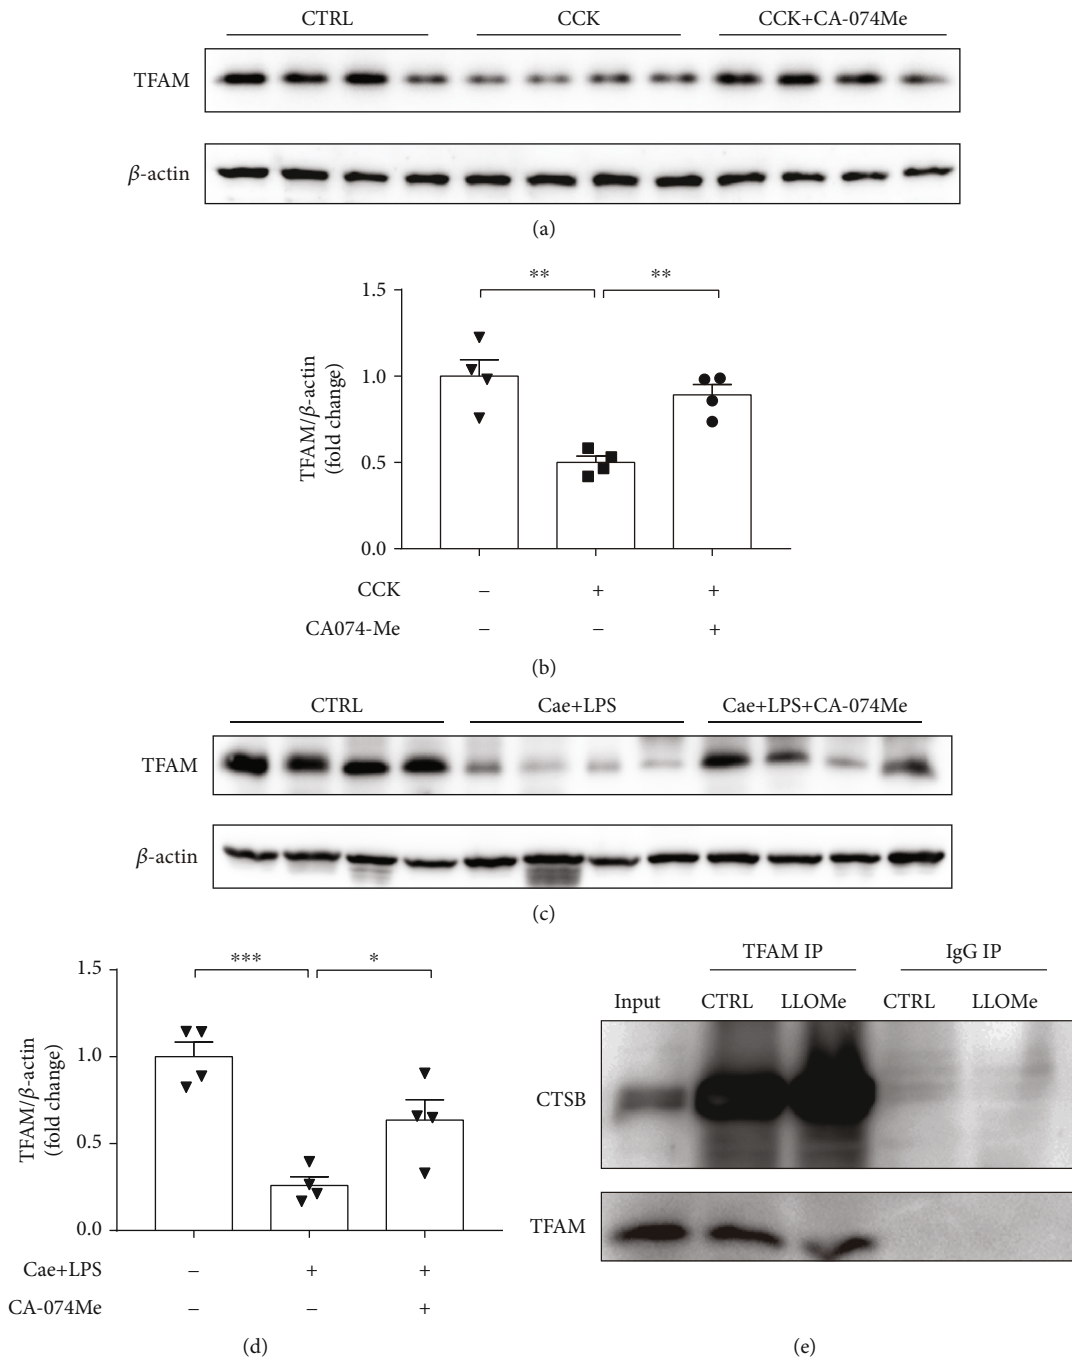 CTRL CCK CCK+CA-074Me
TFAM
β-actin
(a)
** **
1.5
1.0
0.5
0.0
TFAM/β-actin
(fold change)
CCK – + +
CA074-Me – – +
(b)
CTRL Cae+LPS Cae+LPS+CA-074Me
TFAM
β-actin
(c)
*** *
1.5
1.0
0.5
0.0
TFAM/β-actin
(fold change)
Cae+LPS – + +
CA-074Me – – +
(d)
TFAM IP IgG IP
Input CTRL LLOMe CTRL LLOMe
CTSB
TFAM
(e)